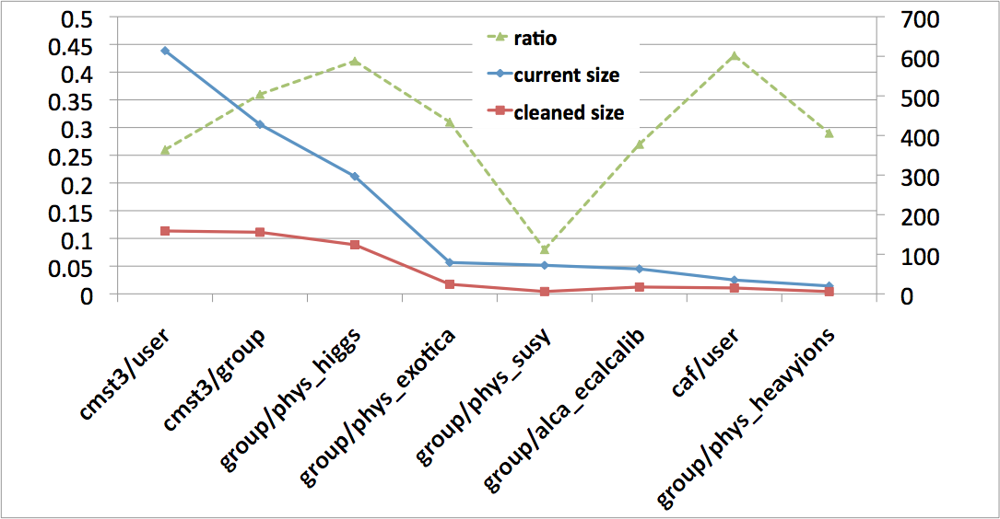 0.5
0.45
0.4
0.35
0.3
0.25
0.2
0.15
0.1
0.05
0
ratio
current size
cleaned size
700
600
500
400
300
200
100
0
cmst3/user
cmst3/group
group/phys_higgs
group/phys_exotica
group/phys_susy
group/alca_ecalcalib
caf/user
group/phys_heavyions